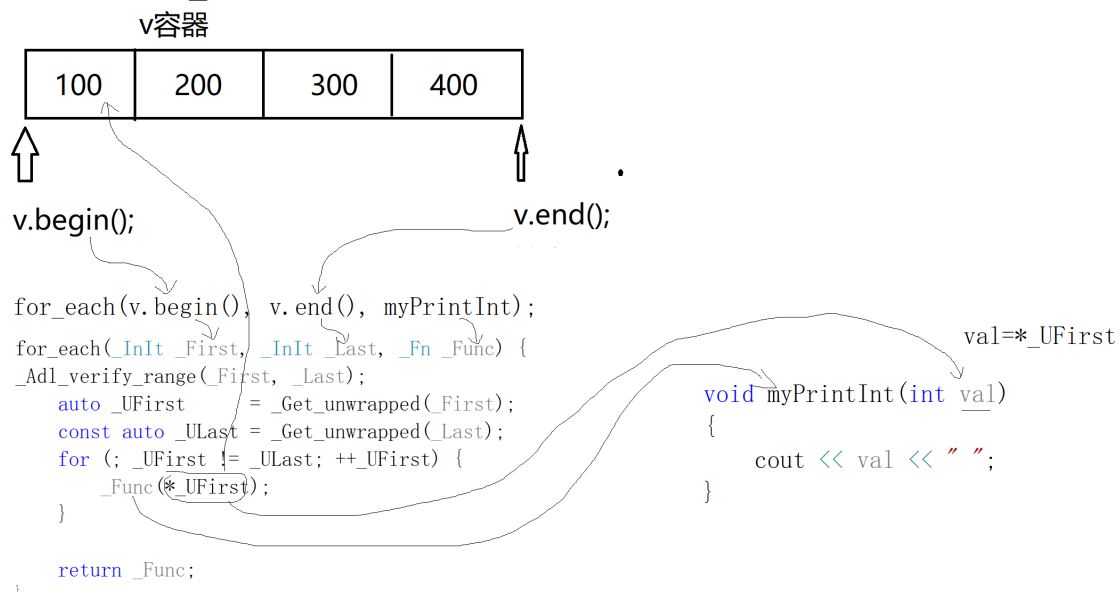 v容器
100 200 300 400
v.begin(); v.end();
for_each(v.begin(), v.end(), myPrintInt);
for_each(_InIt _First, _InIt _Last, _Fn _Func) {
_Adl_verify_range(_First, _Last);
auto _UFirst = _Get_unwrapped(_First);
const auto _ULast = _Get_unwrapped(_Last);
for (; _UFirst != _ULast; ++_UFirst) {
_Func(*_UFirst);
}
return _Func;
}
val=*_UFirst
void myPrintInt(int val)
{
cout << val << " ";
}